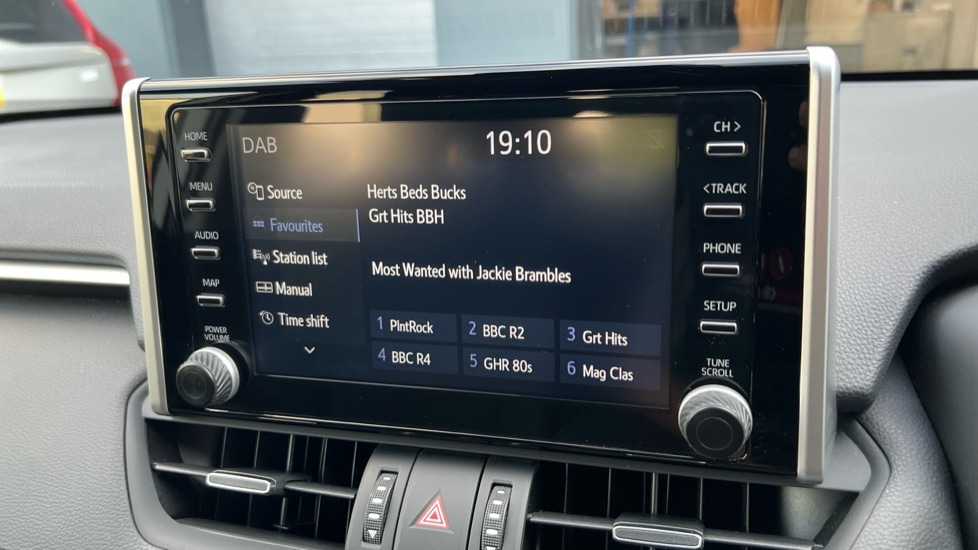 HOME
MENU
AUDIO
MAP
POWER
VOLUME
DAB
19:10
Source
Favourites
Station list
Manual
Time shift
Herts Beds Bucks
Grt Hits BBH
Most Wanted with Jackie Brambles
1 PlntRock
2 BBC R2
3 Grt Hits
4 BBC R4
5 GHR 80s
6 Mag Clas
CH >
< TRACK
PHONE
SETUP
TUNE
SCROLL